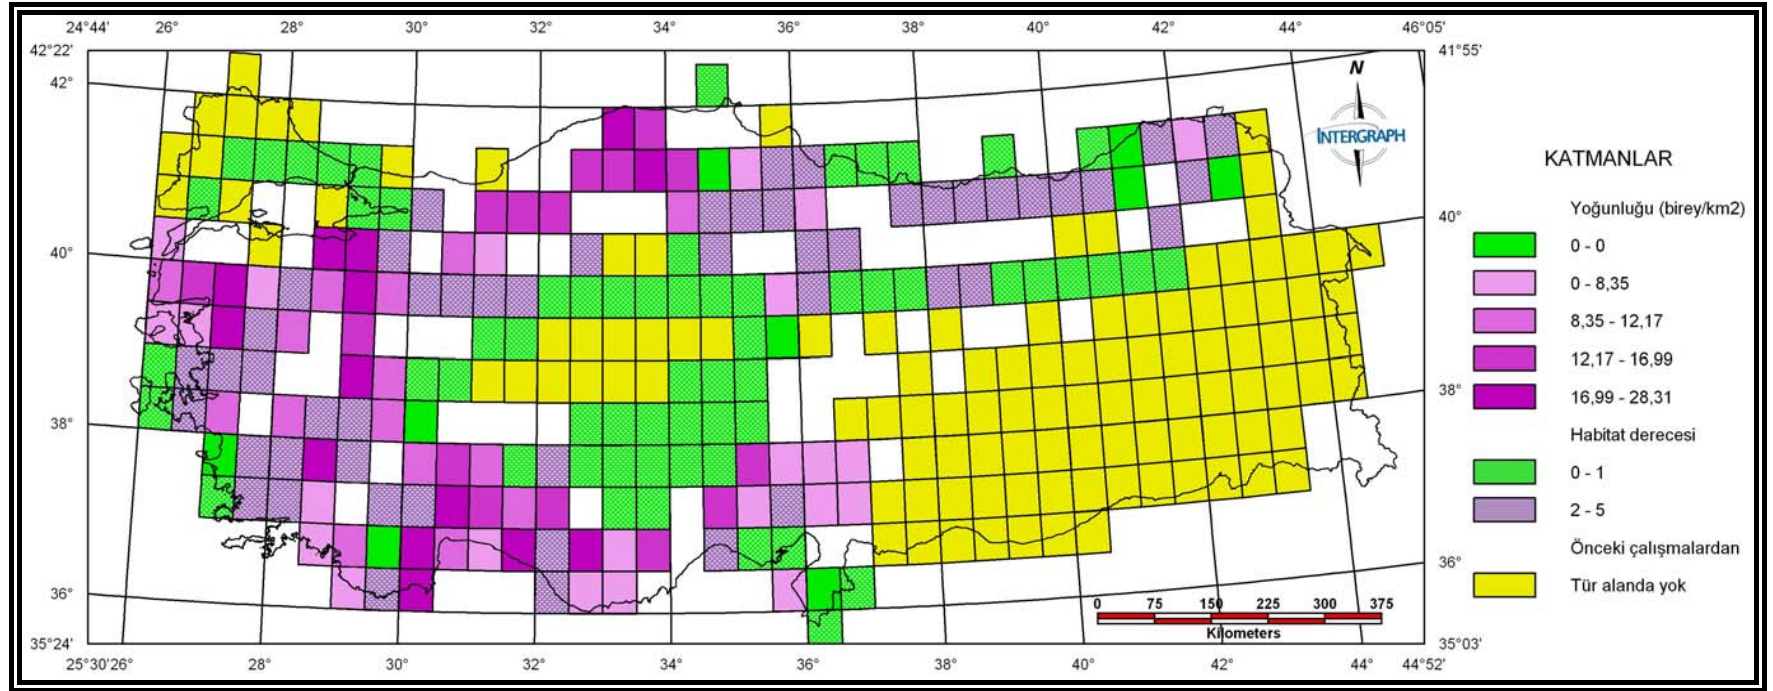 24°44' 26° 28° 30° 32° 34° 36° 38° 40° 42° 44° 46°05'
42°22' 41°55'
42°
N
INTERGRAPH
KATMANLAR
Yoğunluğu (birey/km2)
40° 40°
0 - 0
0 - 8,35
8,35 - 12,17
12,17 - 16,99
38° 38°
16,99 - 28,31
Habitat derecesi
0 - 1
2 - 5
Önceki çalışmalardan
36° 36°
Tür alanda yok
0 75 150 225 300 375
Kilometers
35°24' 35°03'
25°30'26° 28° 30° 32° 34° 36° 38° 40° 42° 44° 44°52'